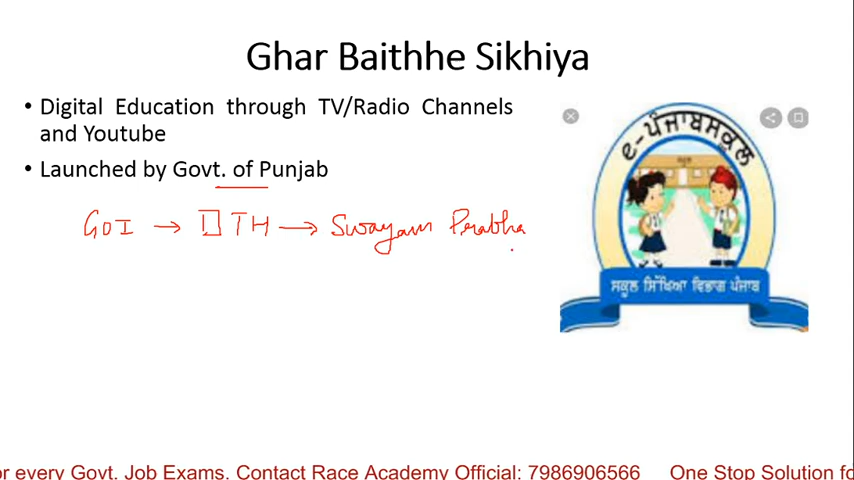 Ghar Baithhe Sikhiya
• Digital Education through TV/Radio Channels
and Youtube
• Launched by Govt. of Punjab
GOI → DTH → Swayam Prabha
e-ਪੰਜਾਬਸਕੂਲ
ਸਕੂਲ
ਸਕੂਲ ਸਿੱਖਿਆ ਵਿਭਾਗ ਪੰਜਾਬ
or every Govt. Job Exams. Contact Race Academy Official: 7986906566 One Stop Solution fo